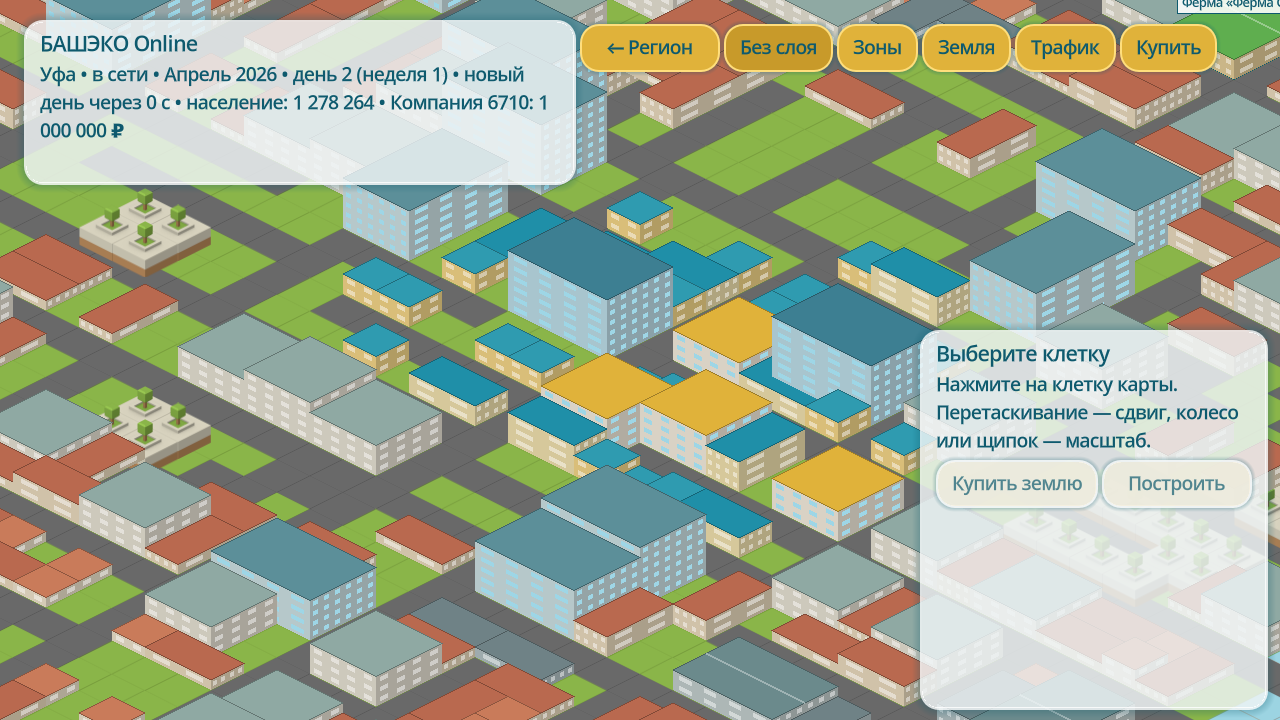 Ферма «Ферма
БАШЭКО Online
Уфа • в сети • Апрель 2026 • день 2 (неделя 1) • новый
день через 0 с • население: 1 278 264 • Компания 6710: 1
000 000 ₽
← Регион
Без слоя
Зоны
Земля
Трафик
Купить
Выберите клетку
Нажмите на клетку карты.
Перетаскивание — сдвиг, колесо
или щипок — масштаб.
Купить землю
Построить